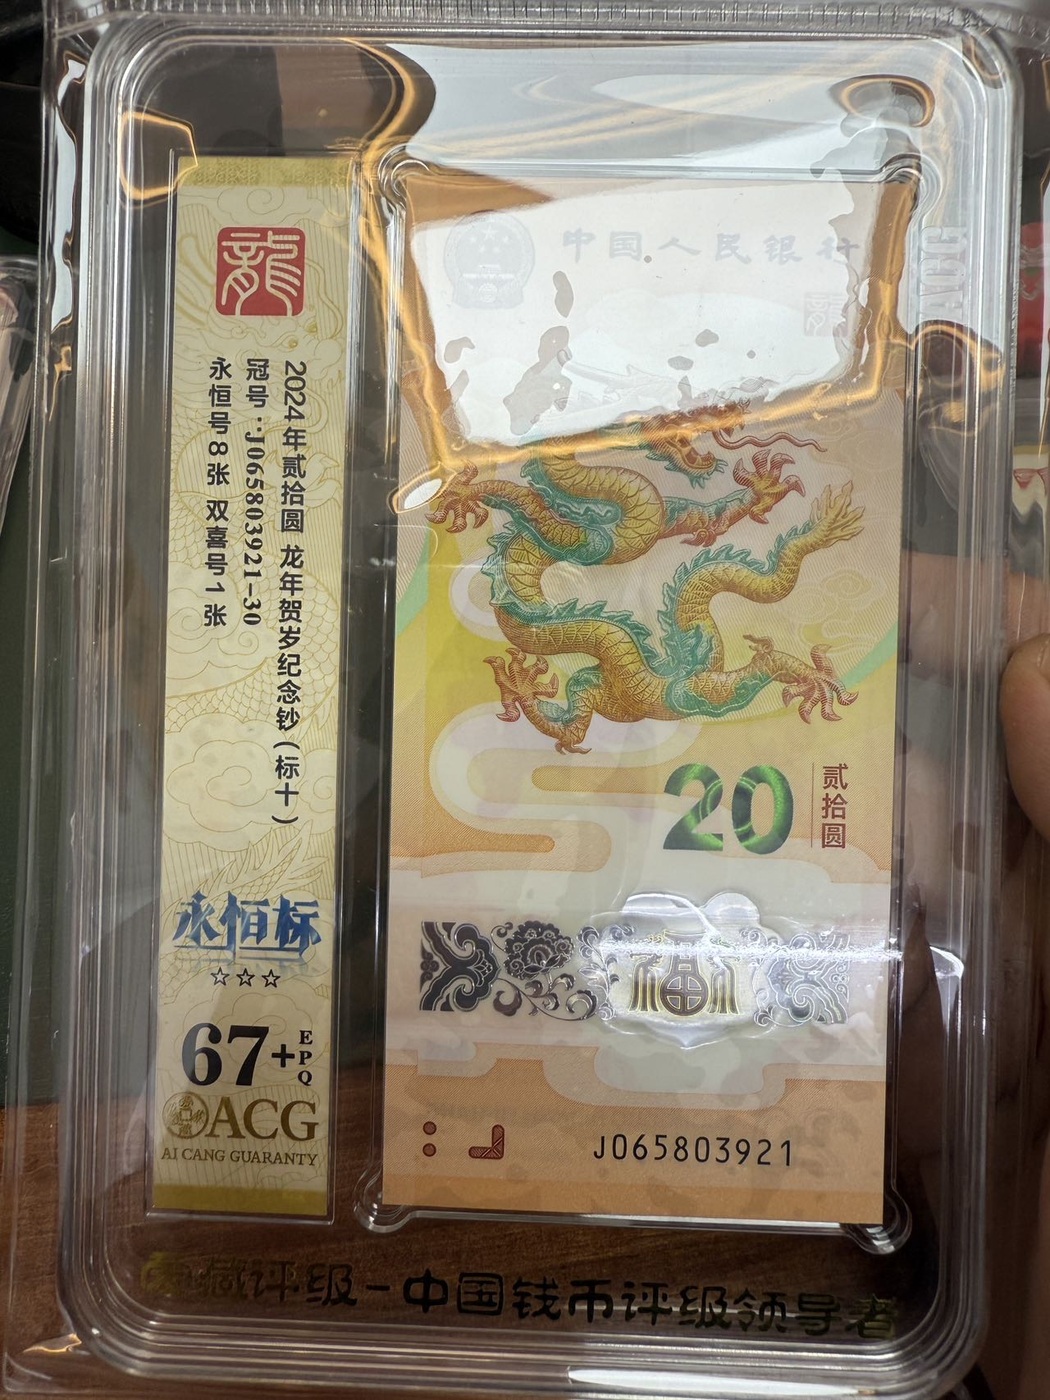 龍
2024年贰拾圆 龙年贺岁纪念钞(标十)
冠号:J065803921-30
永恒号8张 双喜号1张
永恒标
☆☆☆
67+EPQ
ACG
AI CANG GUARANTY
中国人民银行
20
贰拾圆
福
J065803921
藏评级-中国钱币评级领导者
ACG